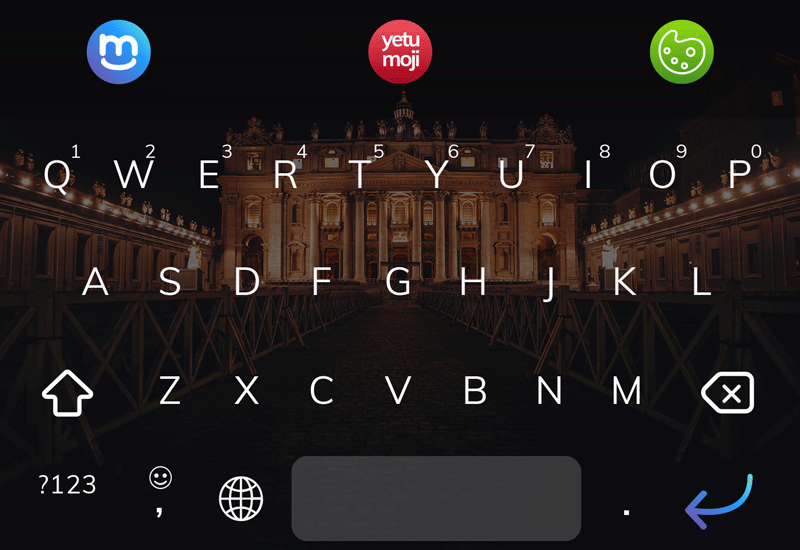 m
yetu
moji
1 2 3 4 5 6 7 8 9 0
Q W E R T Y U I O P
A S D F G H J K L
Z X C V B N M
?123 , .